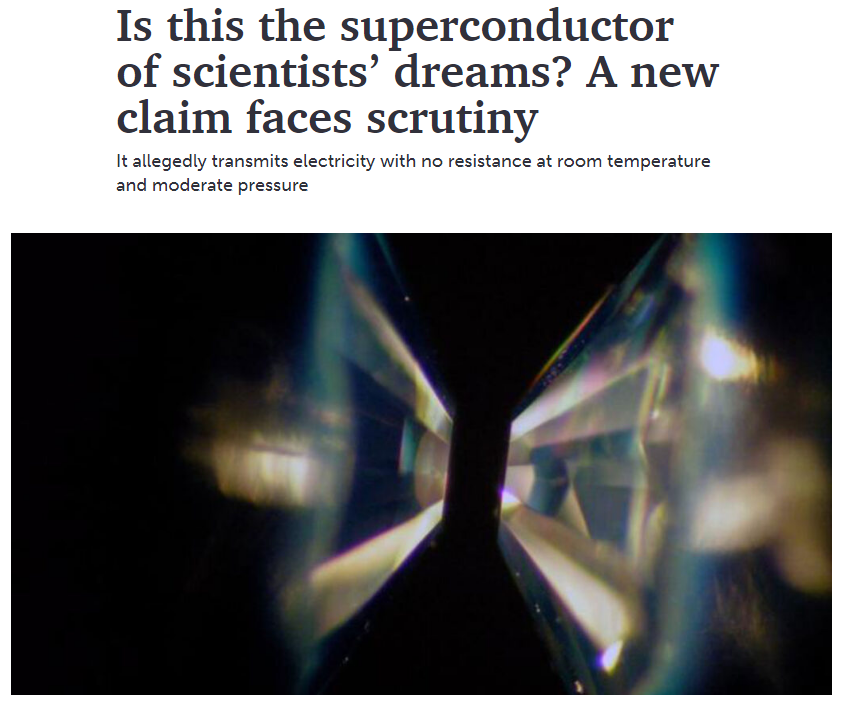 Is this the superconductor
of scientists’ dreams? A new
claim faces scrutiny
It allegedly transmits electricity with no resistance at room temperature
and moderate pressure